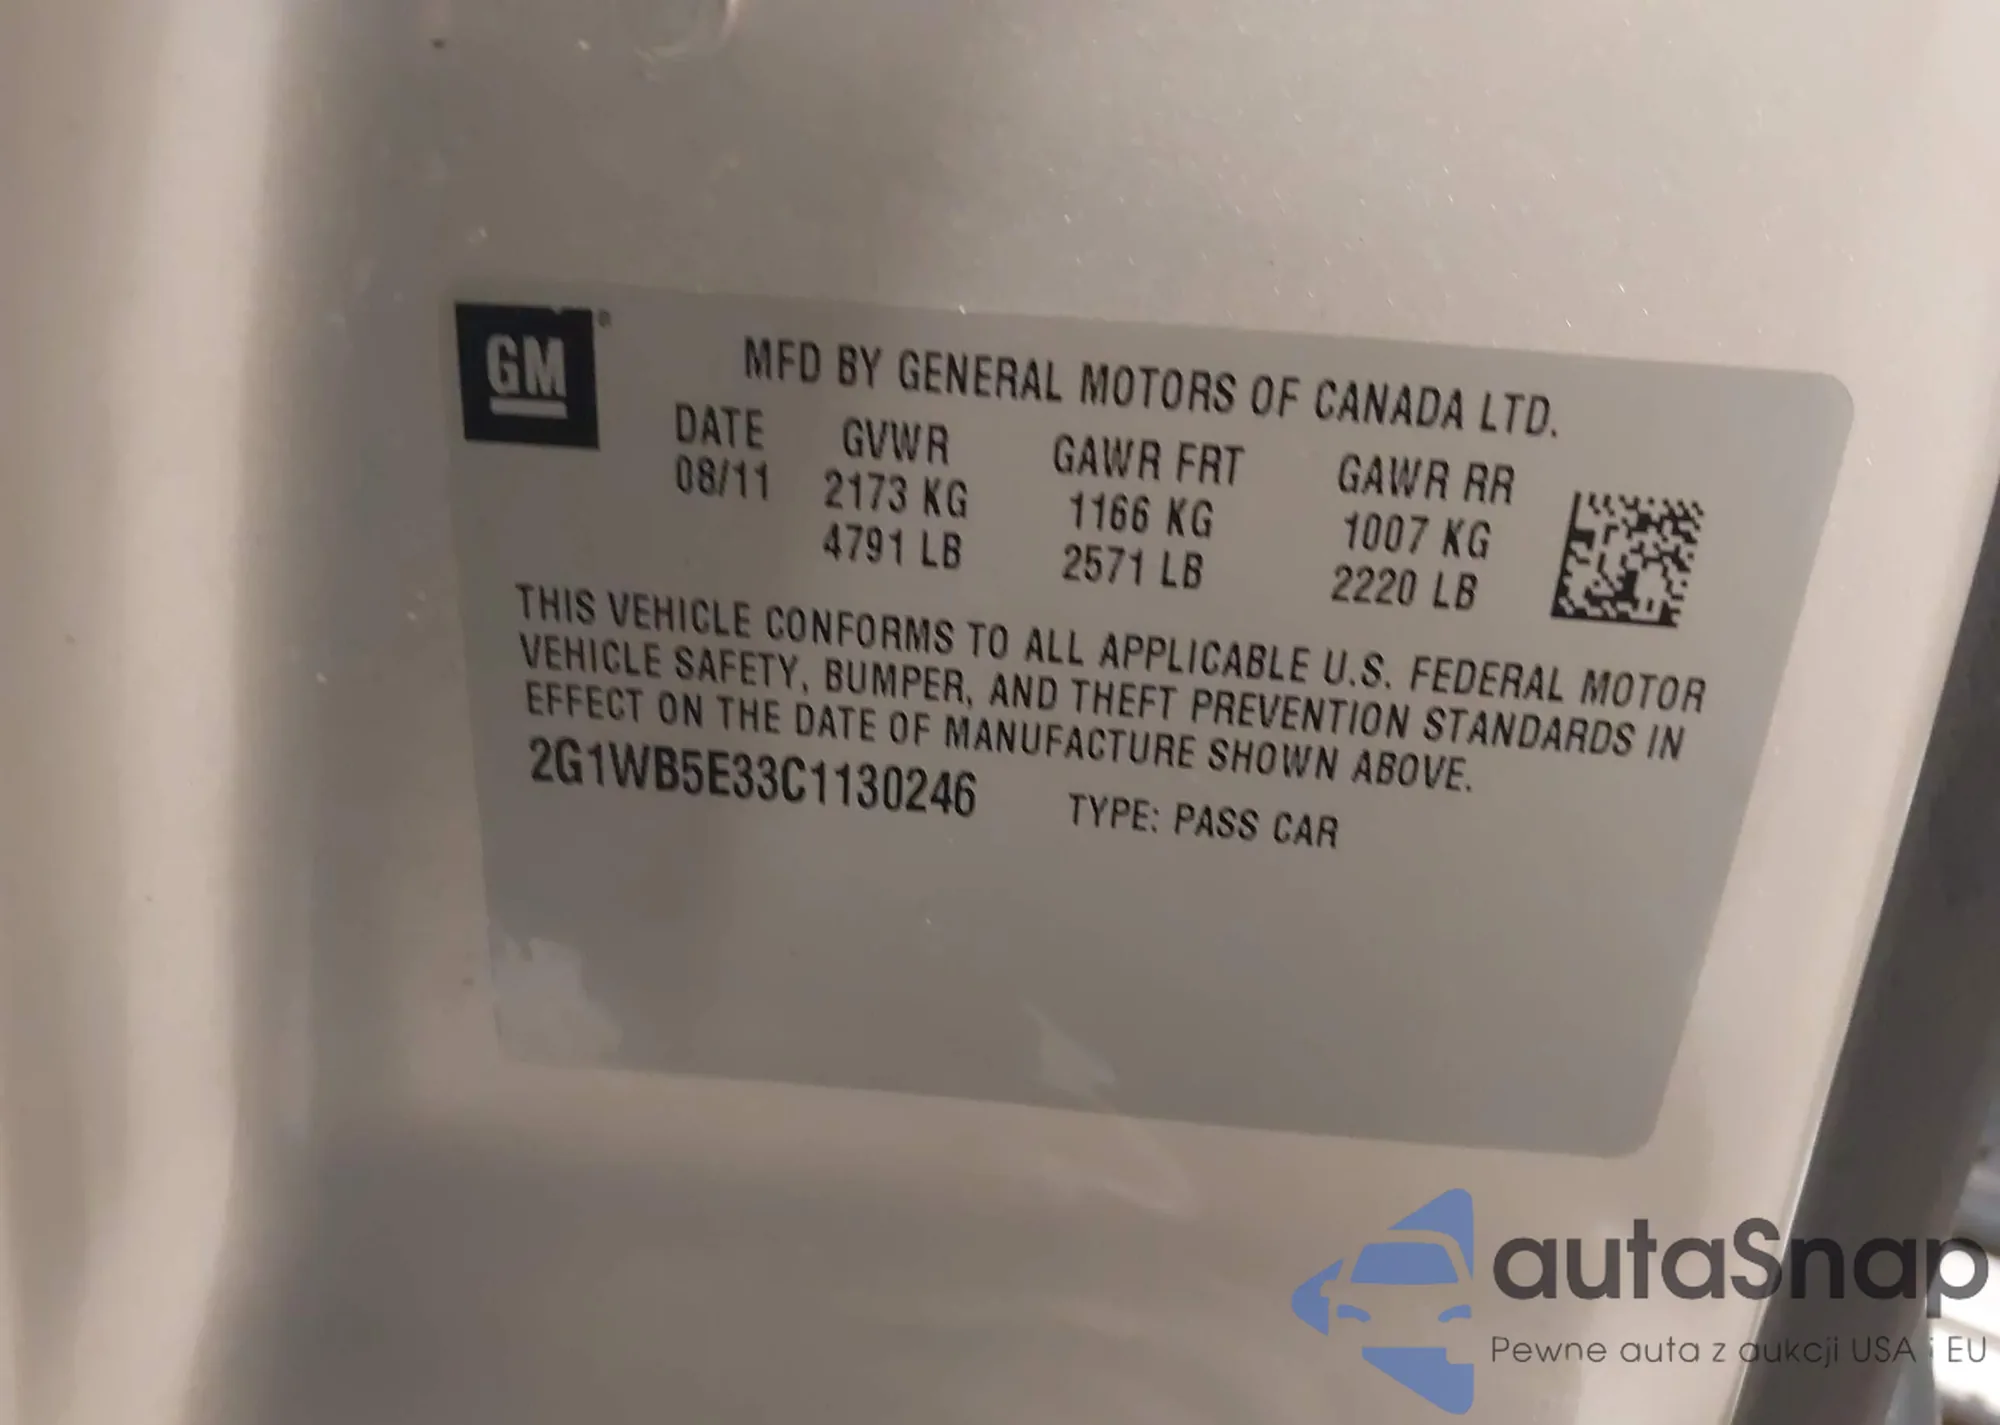 GM®
MFD BY GENERAL MOTORS OF CANADA LTD.
DATE GVWR GAWR FRT GAWR RR
08/11 2173 KG 1166 KG 1007 KG
4791 LB 2571 LB 2220 LB
THIS VEHICLE CONFORMS TO ALL APPLICABLE U.S. FEDERAL MOTOR
VEHICLE SAFETY, BUMPER, AND THEFT PREVENTION STANDARDS IN
EFFECT ON THE DATE OF MANUFACTURE SHOWN ABOVE.
2G1WB5E33C1130246 TYPE: PASS CAR
autaSnap
Pewne auta z aukcji USA i EU